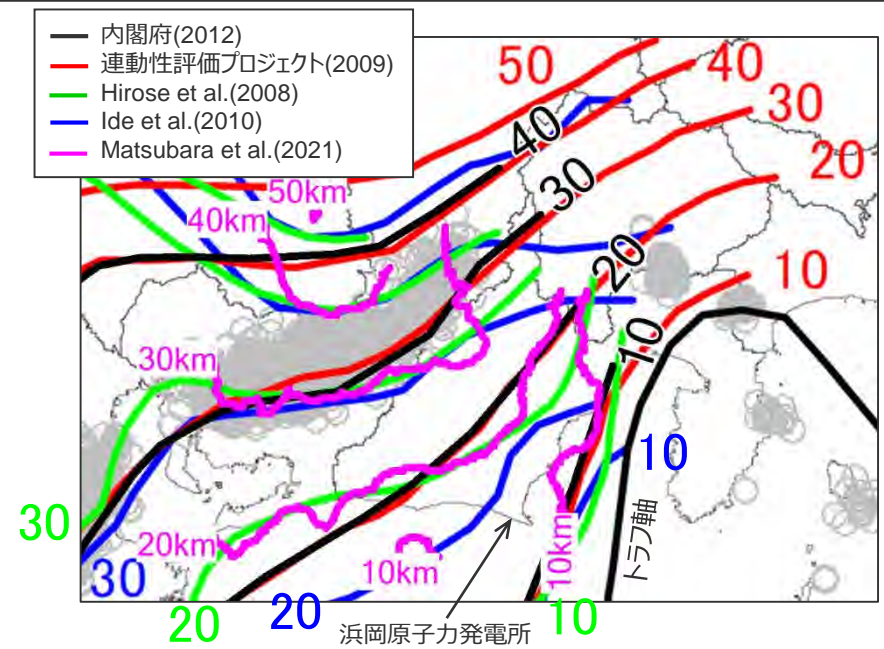 内閣府(2012)
連動性評価プロジェクト(2009)
Hirose et al.(2008)
Ide et al.(2010)
Matsubara et al.(2021)
50
40
30
20
10
40
30
20
10
50km
40km
30km
20km
10km
10km
10
トラフ軸
30
30
20
20
10
浜岡原子力発電所